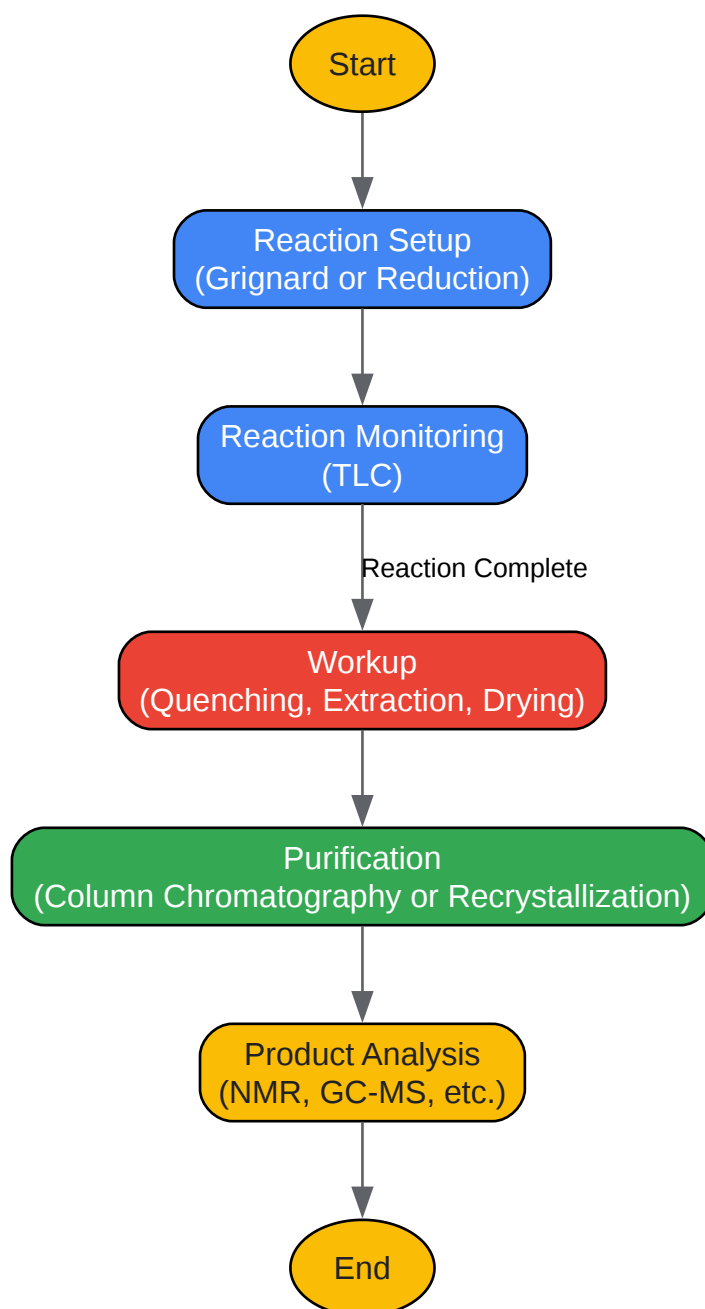 Start
Reaction Setup
(Grignard or Reduction)
Reaction Monitoring
(TLC)
Reaction Complete
Workup
(Quenching, Extraction, Drying)
Purification
(Column Chromatography or Recrystallization)
Product Analysis
(NMR, GC-MS, etc.)
End